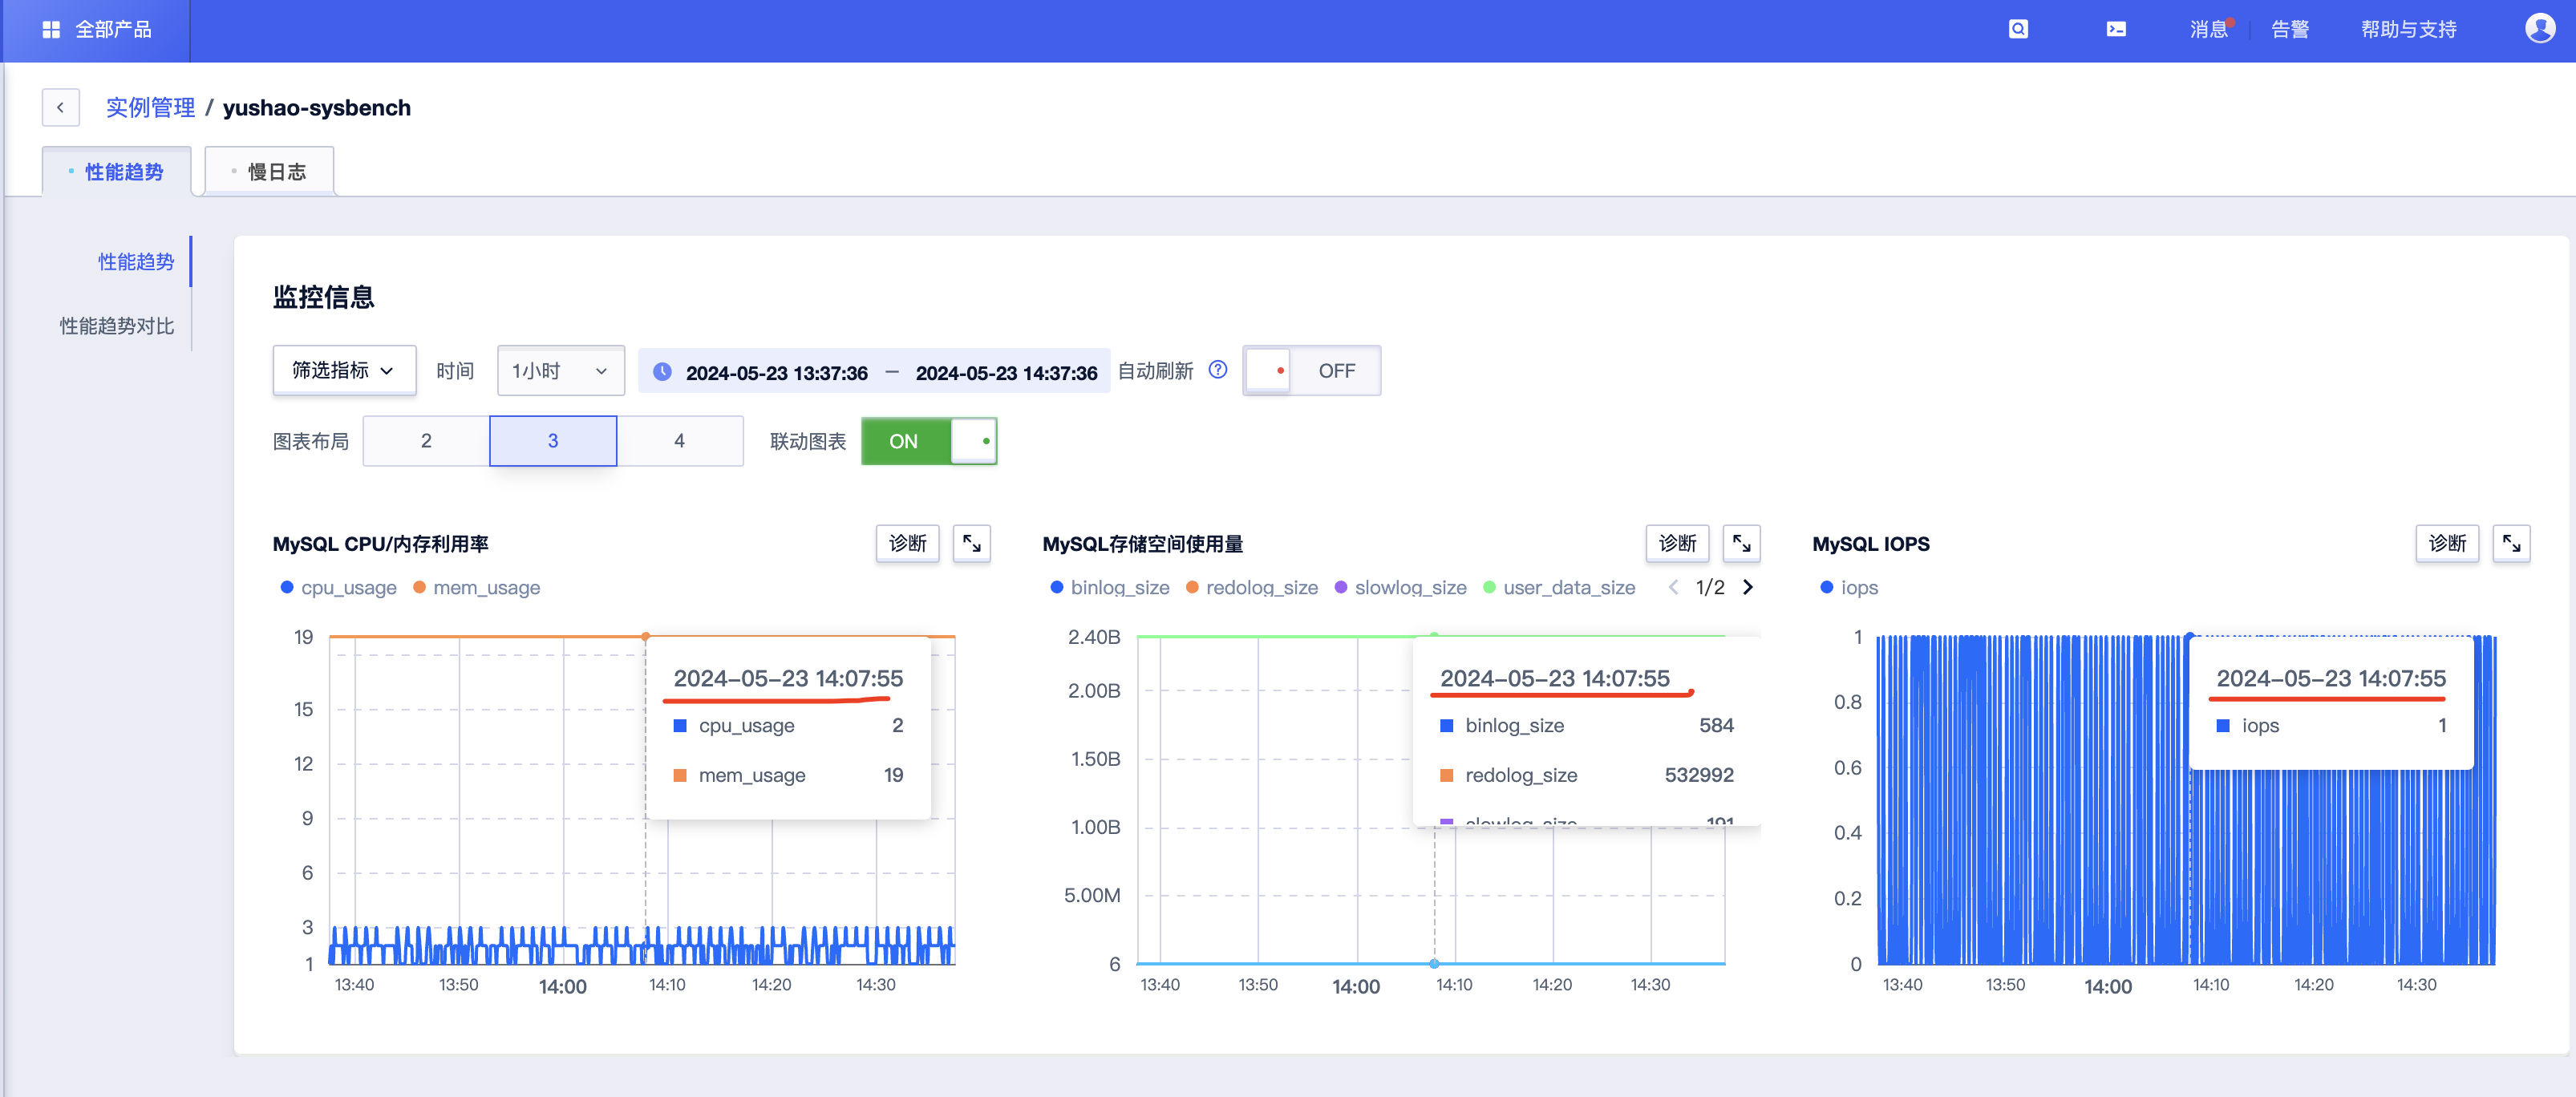 全部产品
消息
告警
帮助与支持
实例管理 / yushao-sysbench
性能趋势
慢日志
性能趋势
性能趋势对比
监控信息
筛选指标
时间
1小时
2024-05-23 13:37:36 — 2024-05-23 14:37:36
自动刷新
OFF
图表布局
2
3
4
联动图表
ON
MySQL CPU/内存利用率
诊断
cpu_usage
mem_usage
19
15
12
9
6
3
1
2024-05-23 14:07:55
cpu_usage 2
mem_usage 19
13:40 13:50 14:00 14:10 14:20 14:30
MySQL存储空间使用量
诊断
binlog_size
redolog_size
slowlog_size
user_data_size
1/2
2.40B
2.00B
1.50B
1.00B
5.00M
6
2024-05-23 14:07:55
binlog_size 584
redolog_size 532992
slowlog_size 191
13:40 13:50 14:00 14:10 14:20 14:30
MySQL IOPS
诊断
iops
1
0.8
0.6
0.4
0.2
0
2024-05-23 14:07:55
iops 1
13:40 13:50 14:00 14:10 14:20 14:30